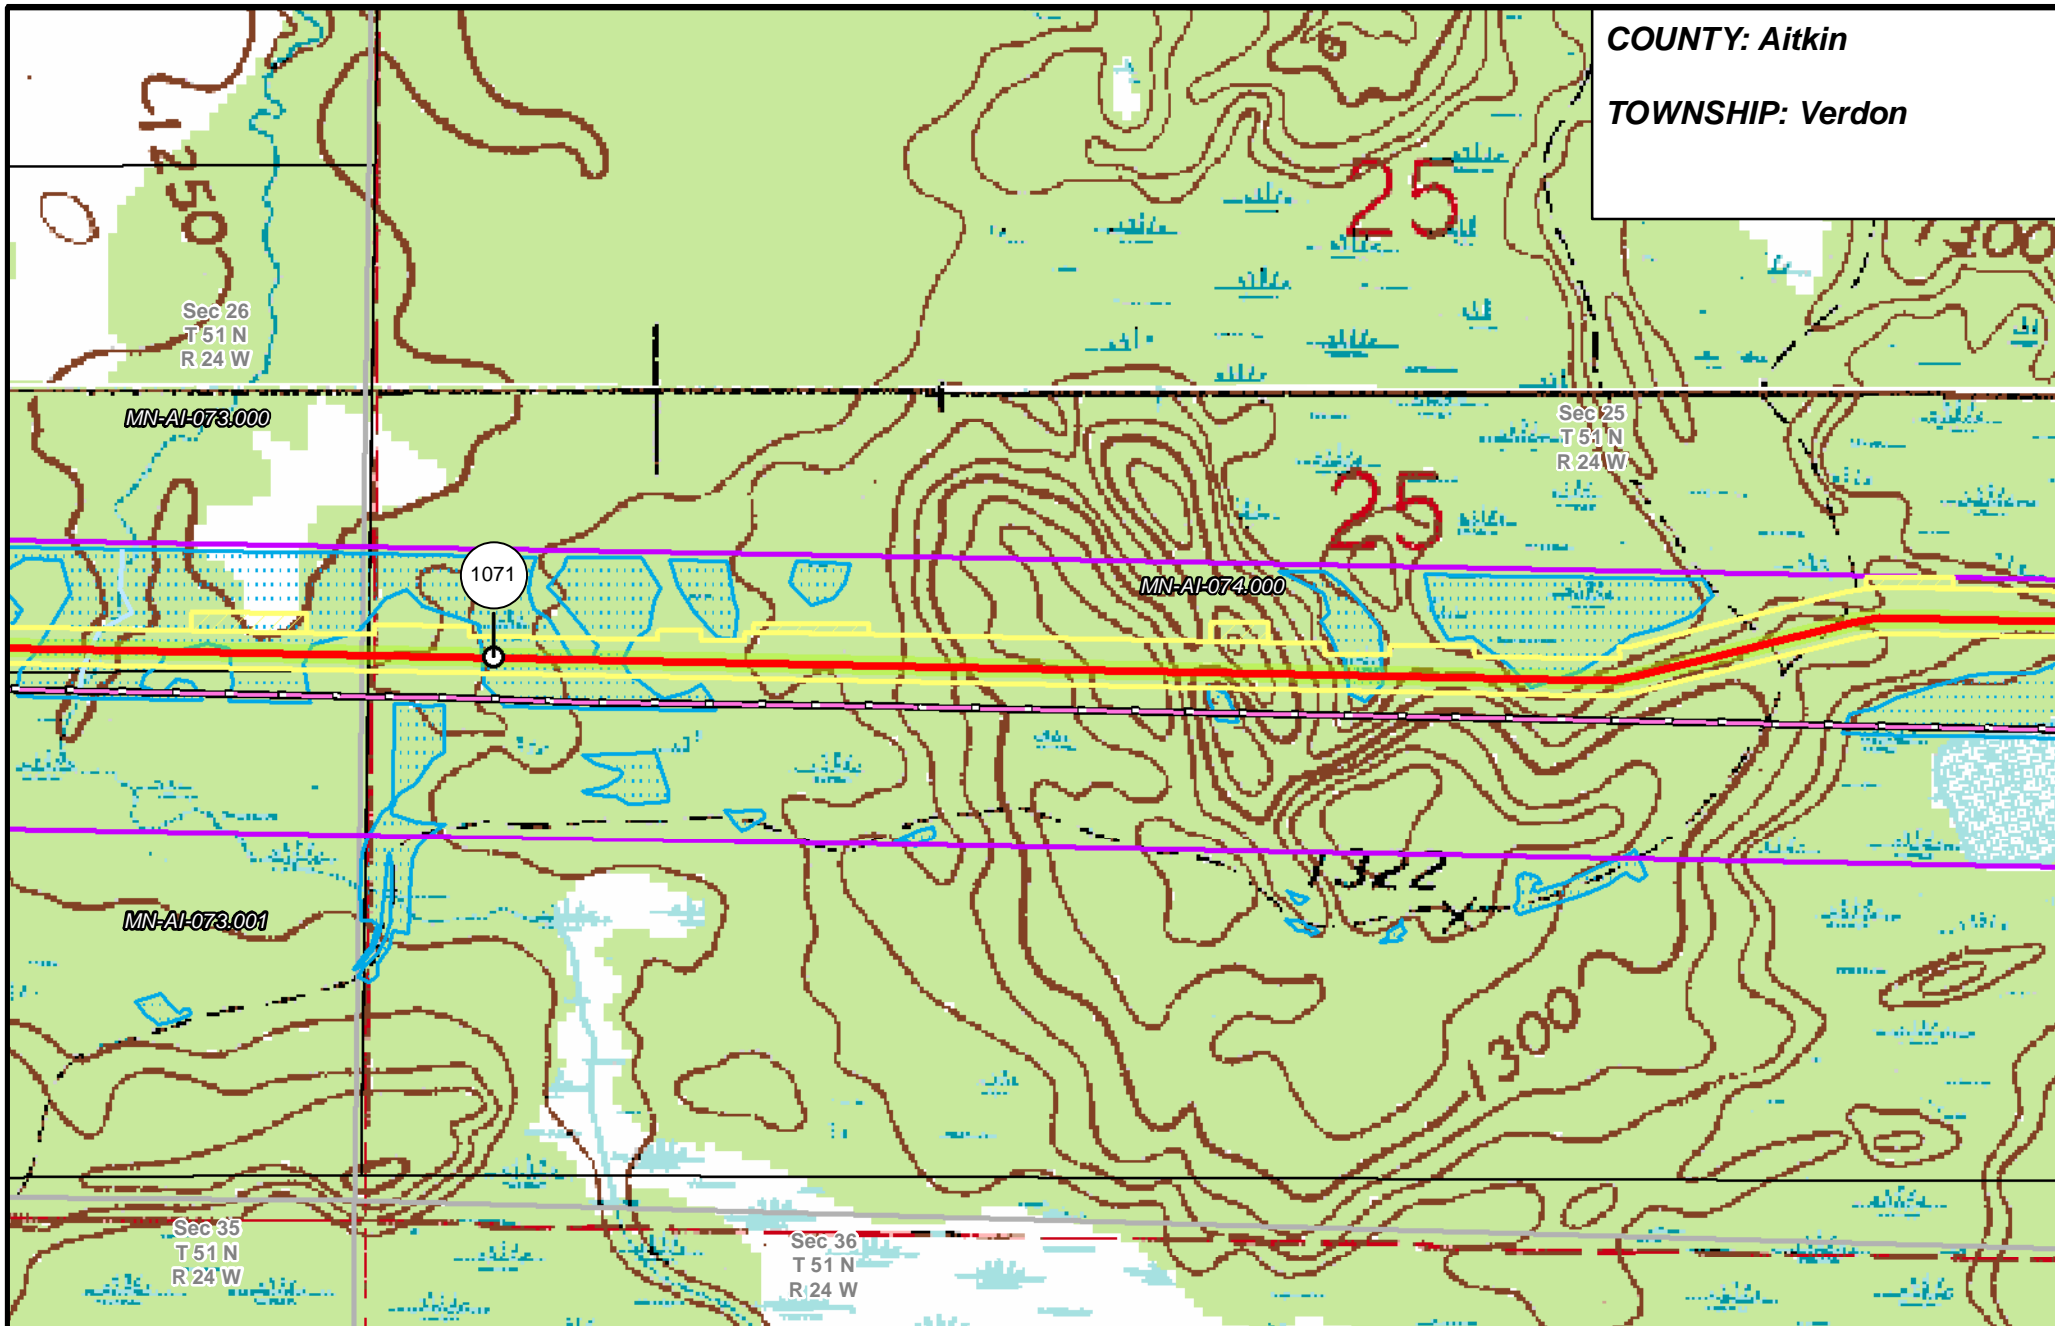 COUNTY: Aitkin
TOWNSHIP: Verdon
1250
25
1300
Sec 26
T 51 N
R 24 W
MN-AI-073.000
Sec 25
T 51 N
R 24 W
25
1071
MN-AI-074.000
1322
MN-AI-073.001
1300
Sec 35
T 51 N
R 24 W
Sec 36
T 51 N
R 24 W